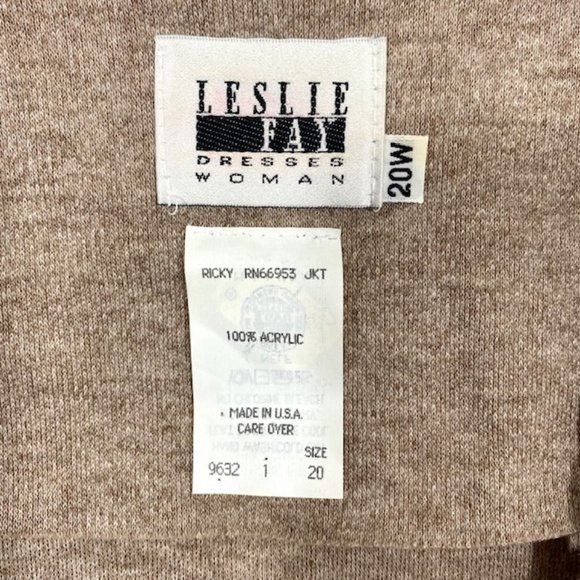 LESLIE
FAY
DRESSES
WOMAN
20W
RICKY RN66953 JKT
100% ACRYLIC
MADE IN U.S.A.
CARE OVER
SIZE
9632 1 20